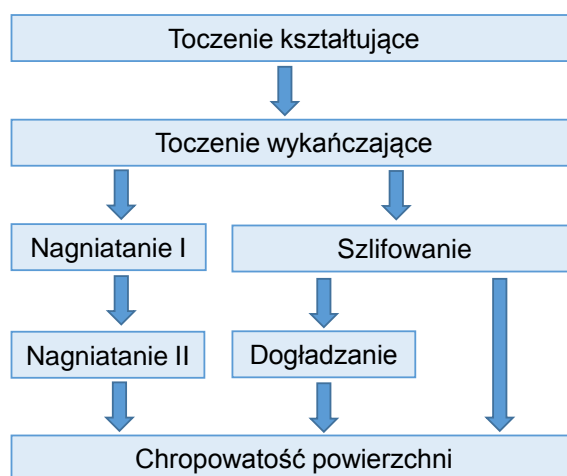 Toczenie kształtujące
Toczenie wykańczające
Nagniatanie I
Szlifowanie
Nagniatanie II
Dogładzanie
Chropowatość powierzchni